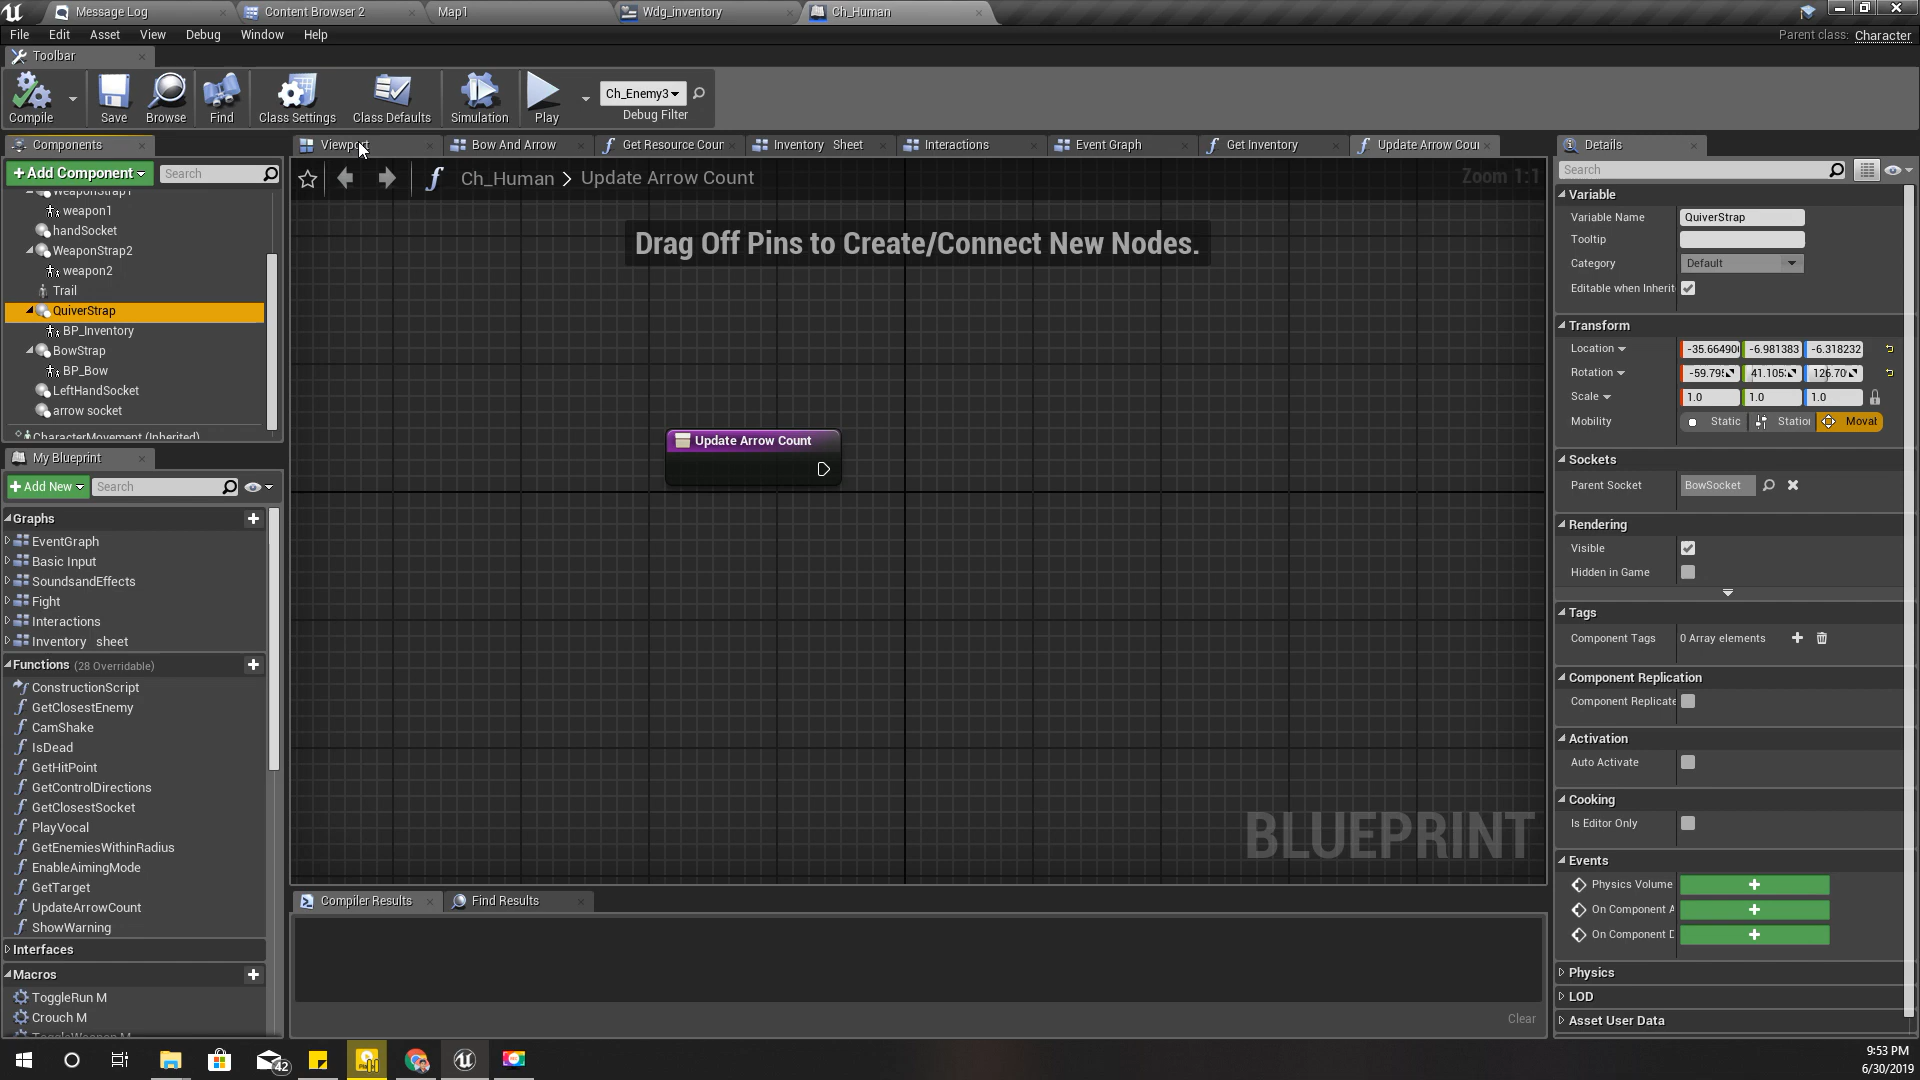 Message Log
Content Browser 2
Map1
Wdg_inventory
Ch_Human
File
Edit
Asset
View
Debug
Window
Help
Parent class: Character
Toolbar
Compile
Save
Browse
Find
Class Settings
Class Defaults
Simulation
Play
Ch_Enemy3
Debug Filter
Components
Viewport
Bow And Arrow
Get Resource Coun
Inventory Sheet
Interactions
Event Graph
Get Inventory
Update Arrow Cou
Details
+Add Component
Search
Ch_Human > Update Arrow Count
Zoom 1:1
Search
WeaponStrap1
weapon1
handSocket
WeaponStrap2
weapon2
Trail
QuiverStrap
BP_Inventory
BowStrap
BP_Bow
LeftHandSocket
arrow socket
CharacterMovement (Inherited)
Drag Off Pins to Create/Connect New Nodes.
Update Arrow Count
BLUEPRINT
My Blueprint
+Add New
Search
Graphs
EventGraph
Basic Input
SoundsandEffects
Fight
Interactions
Inventory sheet
Functions (28 Overridable)
ConstructionScript
GetClosestEnemy
CamShake
IsDead
GetHitPoint
GetControlDirections
GetClosestSocket
PlayVocal
GetEnemiesWithinRadius
EnableAimingMode
GetTarget
UpdateArrowCount
ShowWarning
Interfaces
Macros
ToggleRun M
Crouch M
ToggleWeapon M
Compiler Results
Find Results
Clear
Variable
Variable Name
QuiverStrap
Tooltip
Category
Default
Editable when Inherit
Transform
Location
-35.66490
-6.981383
-6.318232
Rotation
-59.795
41.105
126.70
Scale
1.0
1.0
1.0
Mobility
Static
Station
Movat
Sockets
Parent Socket
BowSocket
Rendering
Visible
Hidden in Game
Tags
Component Tags
0 Array elements
Component Replication
Component Replicate
Activation
Auto Activate
Cooking
Is Editor Only
Events
Physics Volume
On Component A
On Component D
Physics
LOD
Asset User Data
42
9:53 PM
6/30/2019